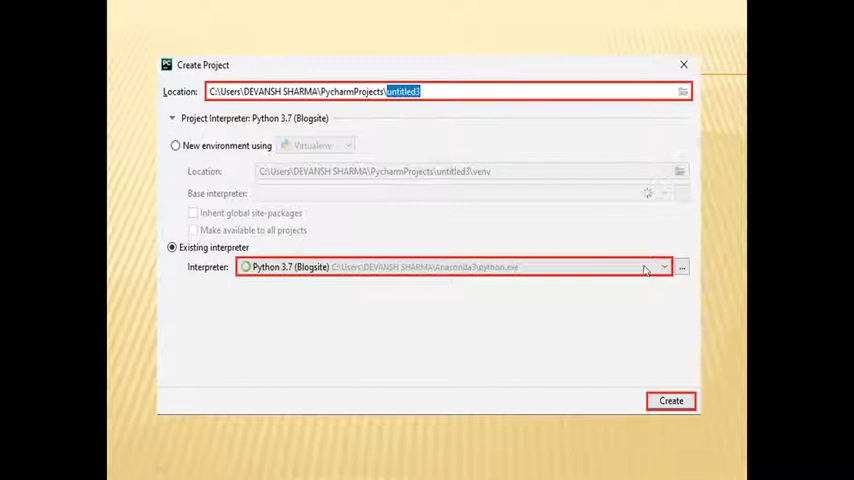 Create Project
Location: C:\Users\DEVANSH SHARMA\PycharmProjects\untitled3
Project Interpreter: Python 3.7 (Blogsite)
New environment using Virtualenv
Location: C:\Users\DEVANSH SHARMA\PycharmProjects\untitled3\venv
Base interpreter:
Inherit global site-packages
Make available to all projects
Existing interpreter
Interpreter: Python 3.7 (Blogsite) C:\Users\DEVANSH SHARMA\Anaconda3\python.exe ...
Create